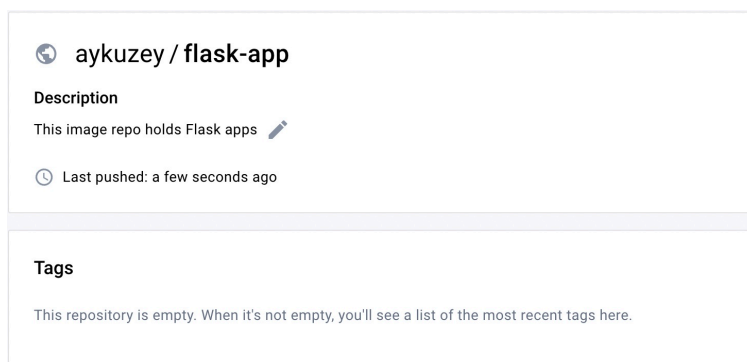 aykuzey / flask-app
Description
This image repo holds Flask apps
Last pushed: a few seconds ago
Tags
This repository is empty. When it's not empty, you'll see a list of the most recent tags here.